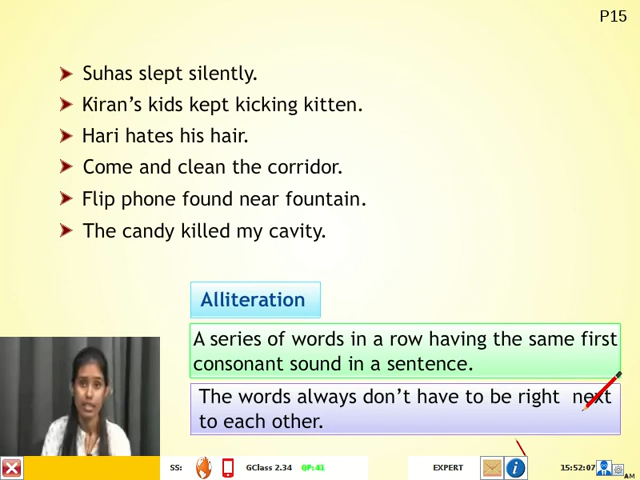 P15
Suhas slept silently.
Kiran's kids kept kicking kitten.
Hari hates his hair.
Come and clean the corridor.
Flip phone found near fountain.
The candy killed my cavity.
Alliteration
A series of words in a row having the same first
consonant sound in a sentence.
The words always don't have to be right next
to each other.
SS: GClass 2.34 QP:41 EXPERT 15:52:07
AM